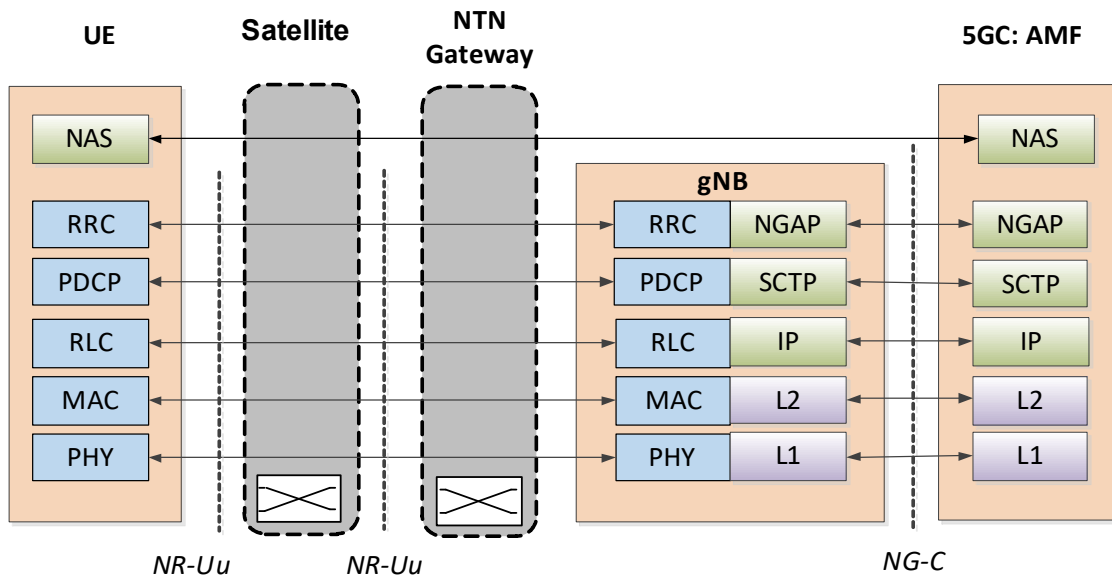 UE
Satellite
NTN
Gateway
5GC: AMF
NAS
NAS
gNB
RRC
RRC
NGAP
NGAP
PDCP
PDCP
SCTP
SCTP
RLC
RLC
IP
IP
MAC
MAC
L2
L2
PHY
PHY
L1
L1
NR-Uu
NR-Uu
NG-C